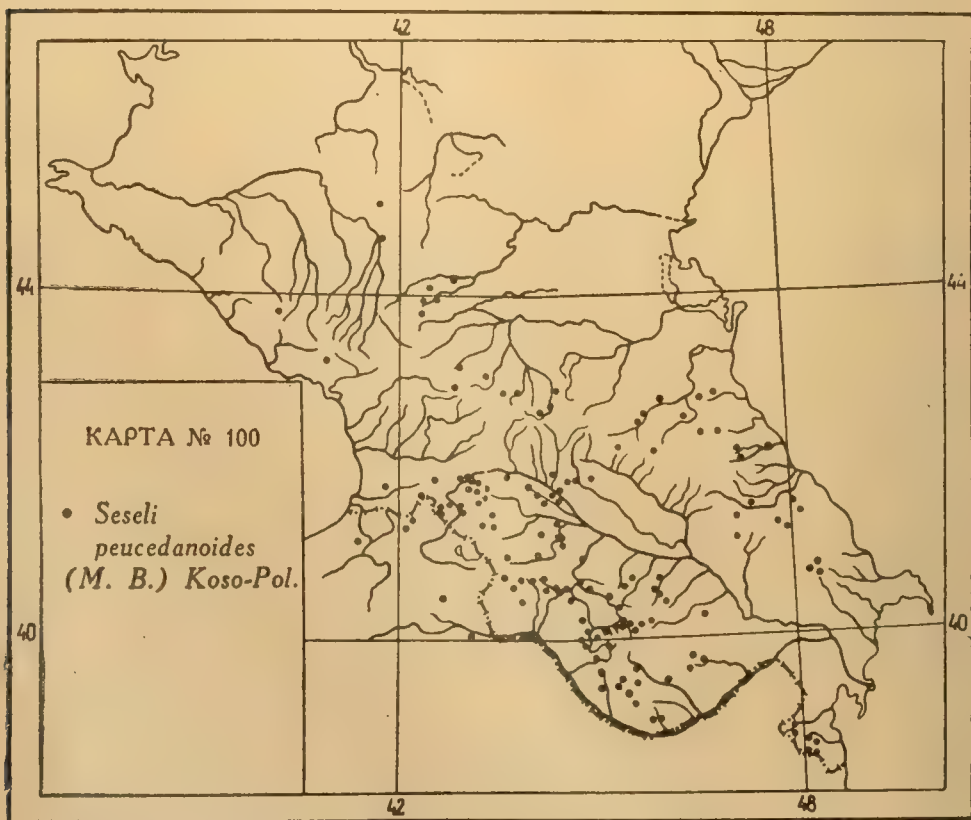 42 48
44 44
КАРТА № 100
Seseli
peucedanoides
(M. B.) Koso-Pol.
40 40
42 48